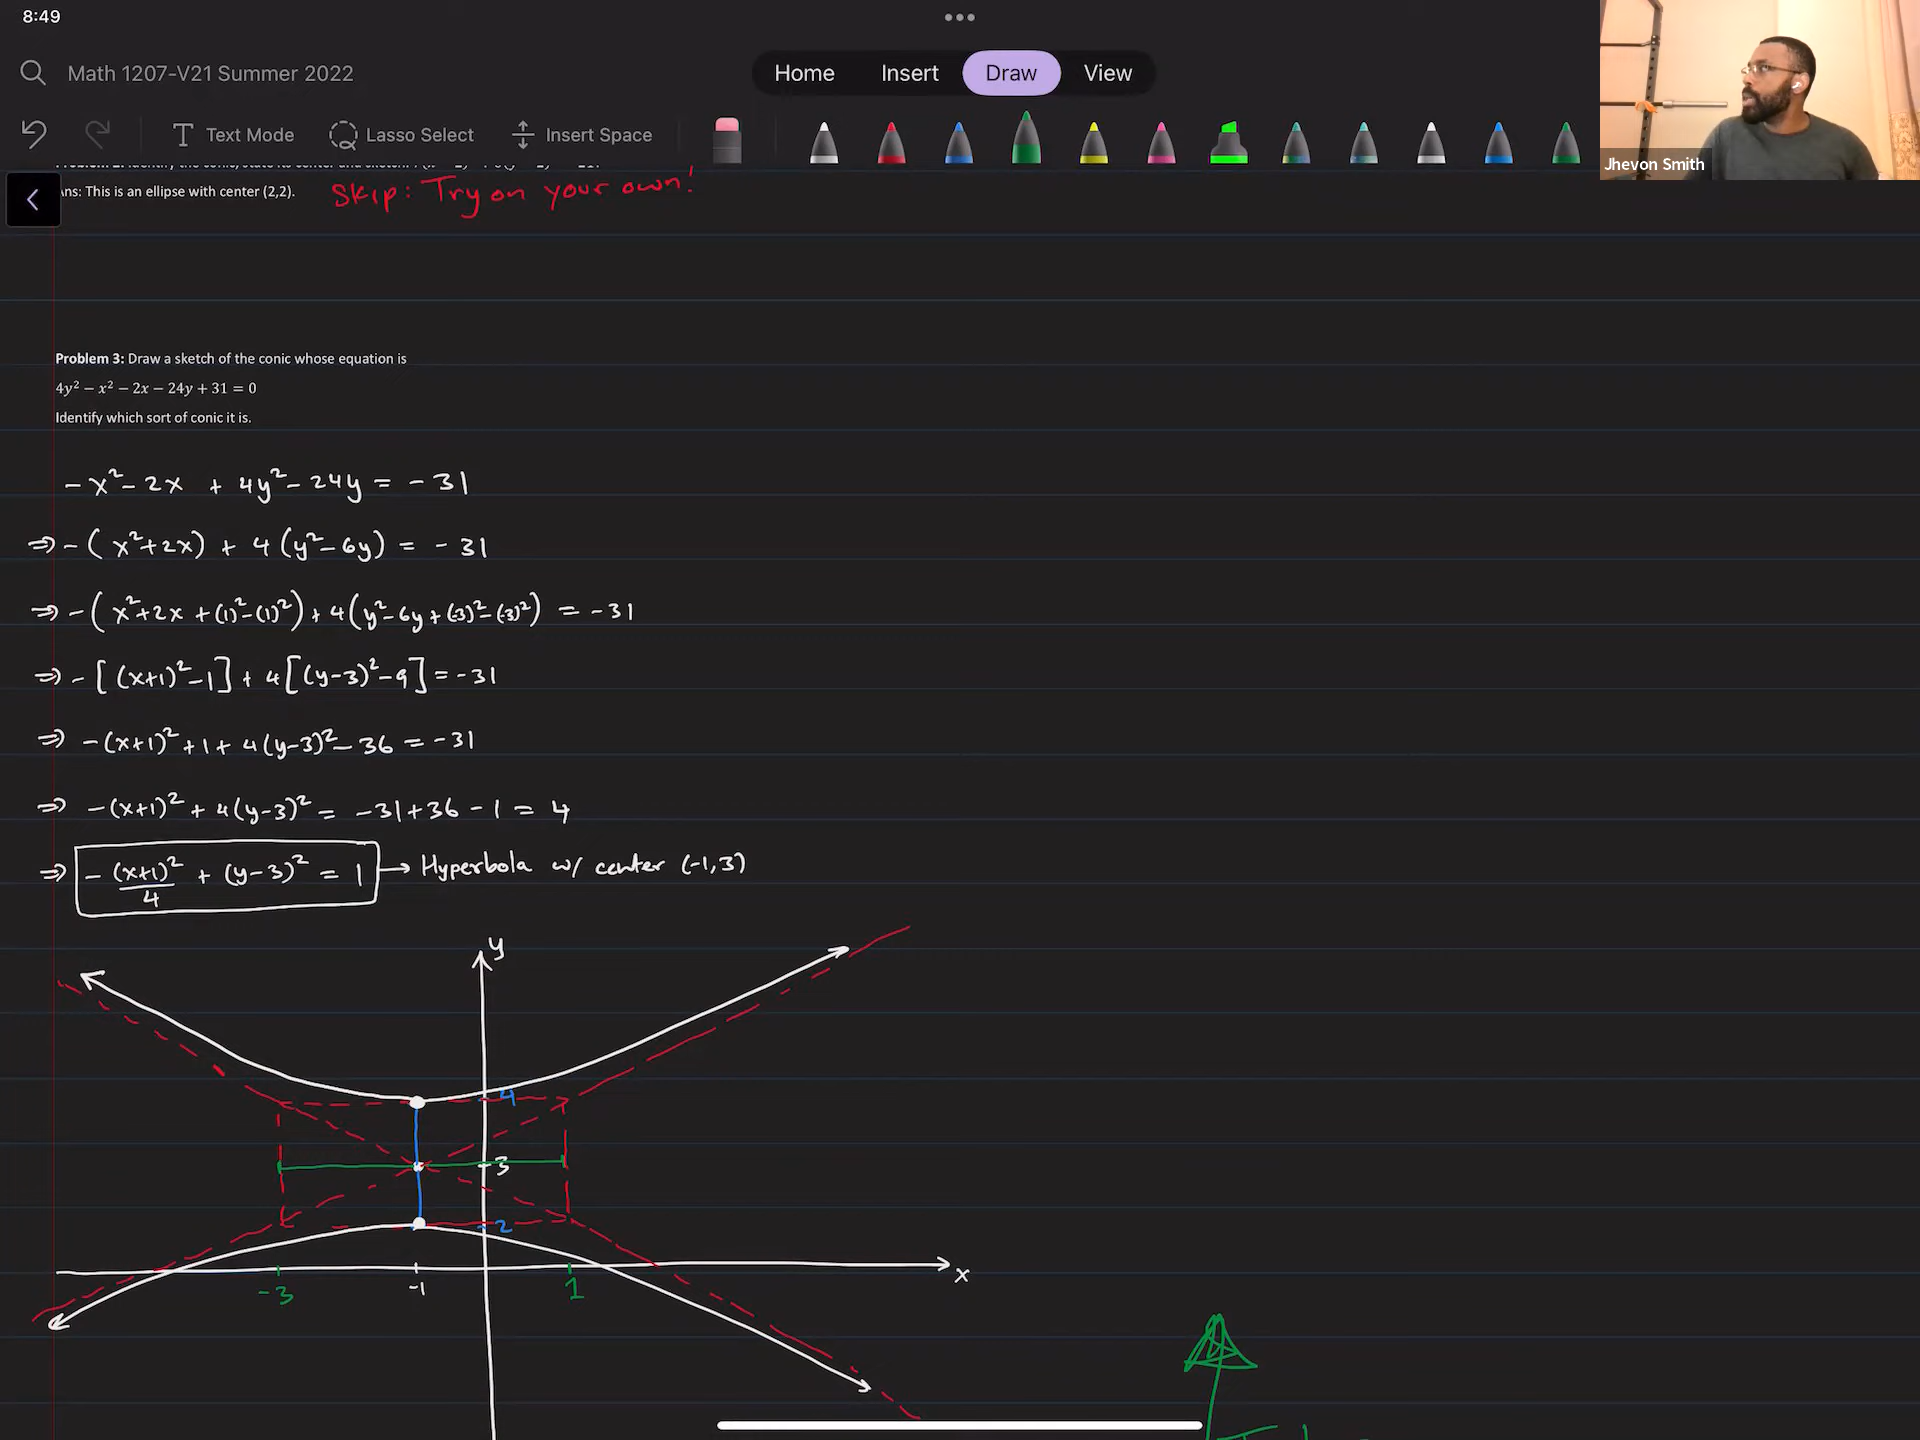 8:49
Math 1207-V21 Summer 2022
Home Insert Draw View
Text Mode Lasso Select Insert Space
Jhevon Smith
Ans: This is an ellipse with center (2,2). Skip: Try on your own!
Problem 3: Draw a sketch of the conic whose equation is
4y² − x² − 2x − 24y + 31 = 0
Identify which sort of conic it is.
-x² - 2x + 4y² - 24y = -31
⇒ -(x²+2x) + 4(y²-6y) = -31
⇒ -(x²+2x+(1)²-(1)²) + 4(y²-6y+(-3)²-(-3)²) = -31
⇒ -[(x+1)²-1] + 4[(y-3)²-9] = -31
⇒ -(x+1)²+1+4(y-3)²-36 = -31
⇒ -(x+1)² + 4(y-3)² = -31+36-1 = 4
⇒ -(x+1)²/4 + (y-3)² = 1 → Hyperbola w/ center (-1,3)
y
4
3
2
x
-3 -1 1